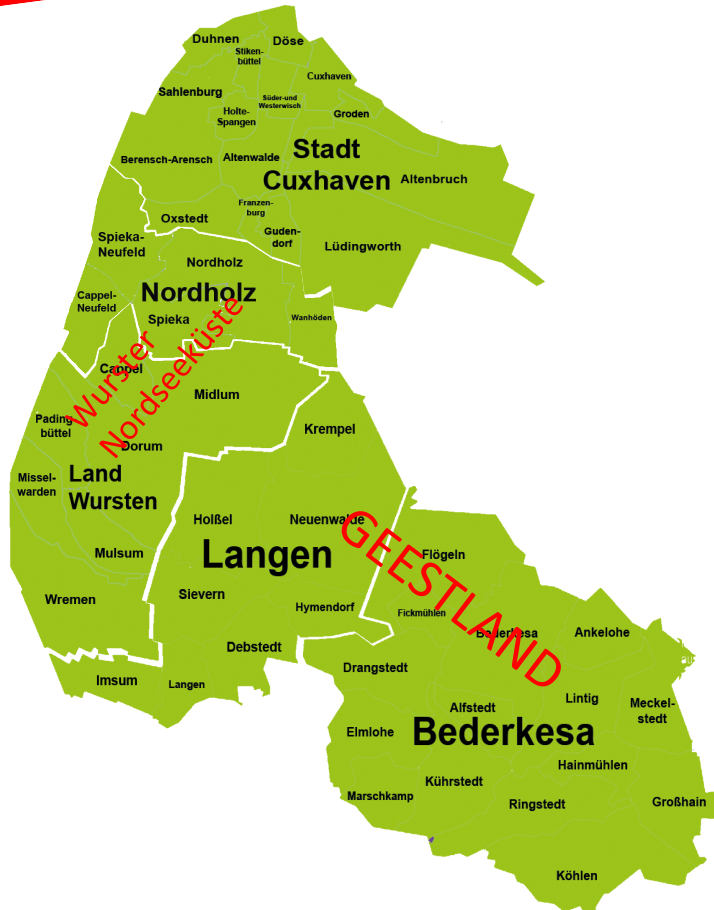 Duhnen
Döse
Stiken-
büttel
Cuxhaven
Sahlenburg
Süder-und
Westerwisch
Holte-
Spangen
Groden
Stadt
Cuxhaven
Berensch-Arensch
Altenwalde
Altenbruch
Franzen-
burg
Oxstedt
Guden-
dorf
Lüdingworth
Spieka-
Neufeld
Nordholz
Nordholz
Cappel-
Neufeld
Spieka
Wanhöden
Wurster
Nordseeküste
Cappel
Midlum
Pading
büttel
Dorum
Krempel
Missel-
warden
Land
Wursten
Holßel
Neuenwalde
Langen
GEESTLAND
Mulsum
Flögeln
Wremen
Sievern
Hymendorf
Fickmühlen
Bederkesa
Ankelohe
Debstedt
Imsum
Langen
Drangstedt
Lintig
Meckel-
stedt
Alfstedt
Elmlohe
Bederkesa
Hainmühlen
Kührstedt
Marschkamp
Ringstedt
Großhain
Köhlen